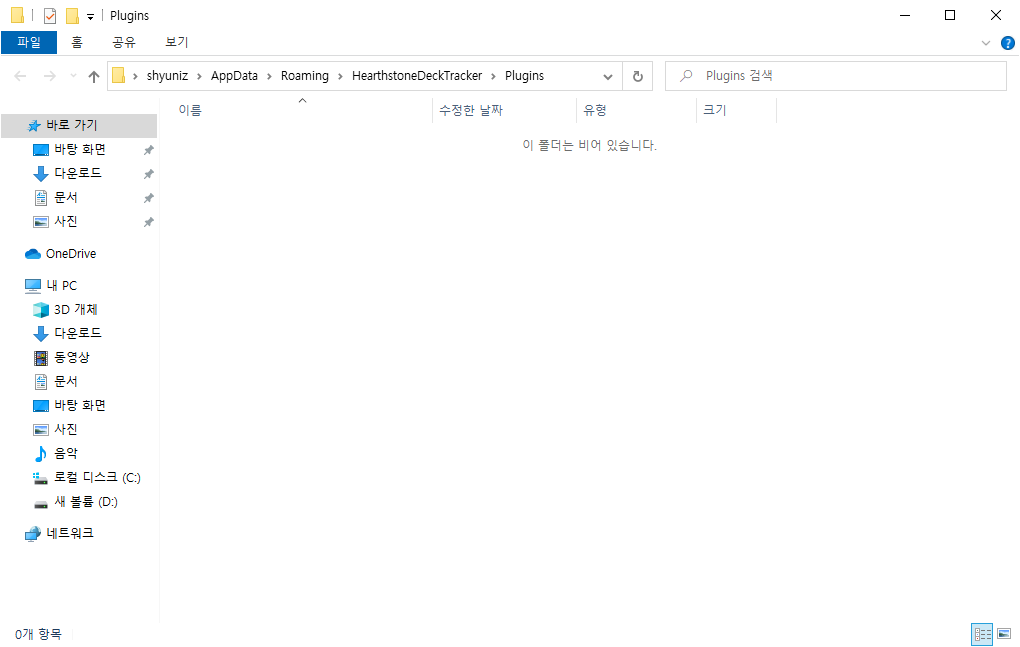 Plugins
파일 홈 공유 보기
shyuniz > AppData > Roaming > HearthstoneDeckTracker > Plugins
Plugins 검색
이름 수정한 날짜 유형 크기
이 폴더는 비어 있습니다.
바로 가기
바탕 화면
다운로드
문서
사진
OneDrive
내 PC
3D 개체
다운로드
동영상
문서
바탕 화면
사진
음악
로컬 디스크 (C:)
새 볼륨 (D:)
네트워크
0개 항목